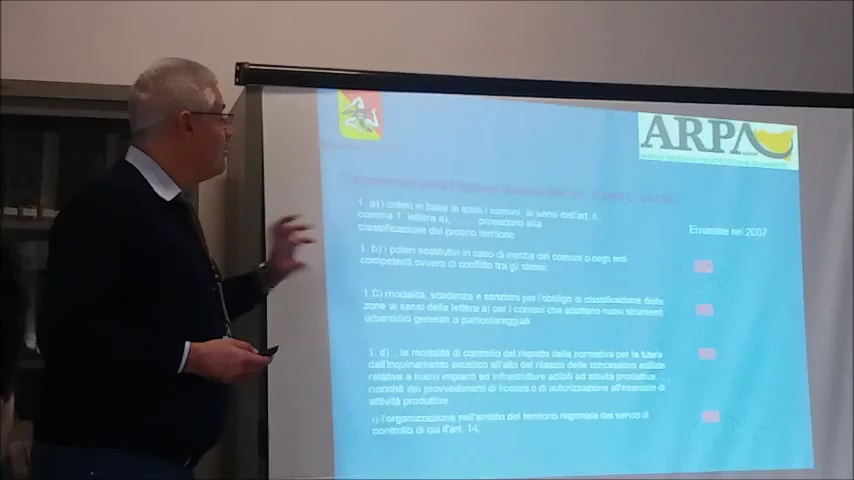 ARPA
Competenze della Regione
1. a) i criteri in base ai quali i comuni, ai sensi dell'art. 6,
comma 1, lettera a), procedono alla
classificazione del proprio territorio
Emanate nel 2007
1. b) i poteri sostitutivi in caso di inerzia dei comuni o degli enti
competenti ovvero di conflitto tra gli stessi;
1.C) modalità, scadenze e sanzioni per l'obbligo di classificazione delle
zone ai sensi della lettera a) per i comuni che adottano nuovi strumenti
urbanistici generali o particolareggiati
1. d) .. le modalità di controllo del rispetto della normativa per la tutela
dall'inquinamento acustico all'atto del rilascio delle concessioni edilizie
relative a nuovi impianti ed infrastrutture adibiti ad attività produttive, . .
nonché dei provvedimenti di licenza o di autorizzazione all'esercizio di
attività produttive
i) l'organizzazione nell'ambito del territorio regionale dei servizi di
controllo di cui all'art. 14;